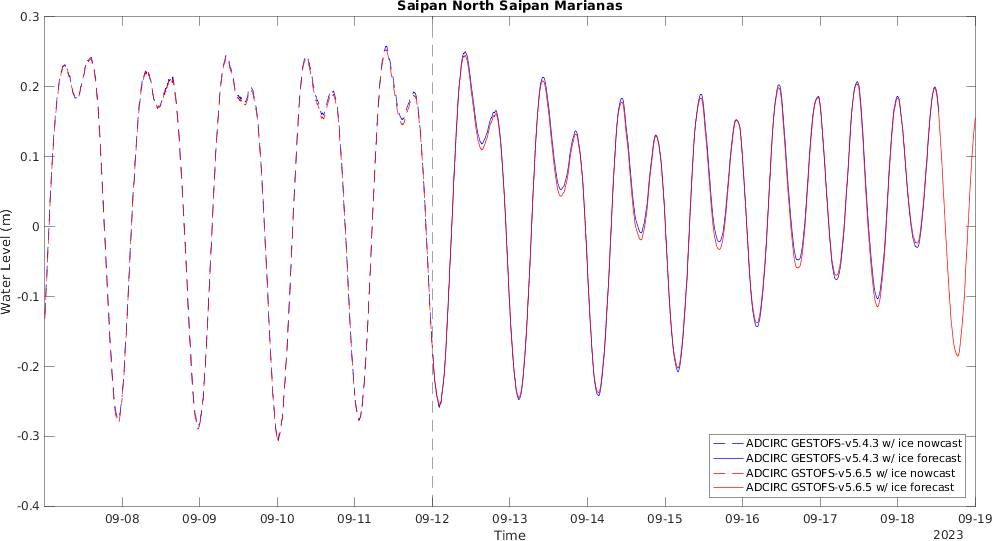 Saipan North Saipan Marianas
0.3
0.2
0.1
0
-0.1
-0.2
-0.3
-0.4
Water Level (m)
ADCIRC GESTOFS-v5.4.3 w/ ice nowcast
ADCIRC GESTOFS-v5.4.3 w/ ice forecast
ADCIRC GSTOFS-v5.6.5 w/ ice nowcast
ADCIRC GSTOFS-v5.6.5 w/ ice forecast
09-08 09-09 09-10 09-11 09-12 09-13 09-14 09-15 09-16 09-17 09-18 09-19
Time
2023